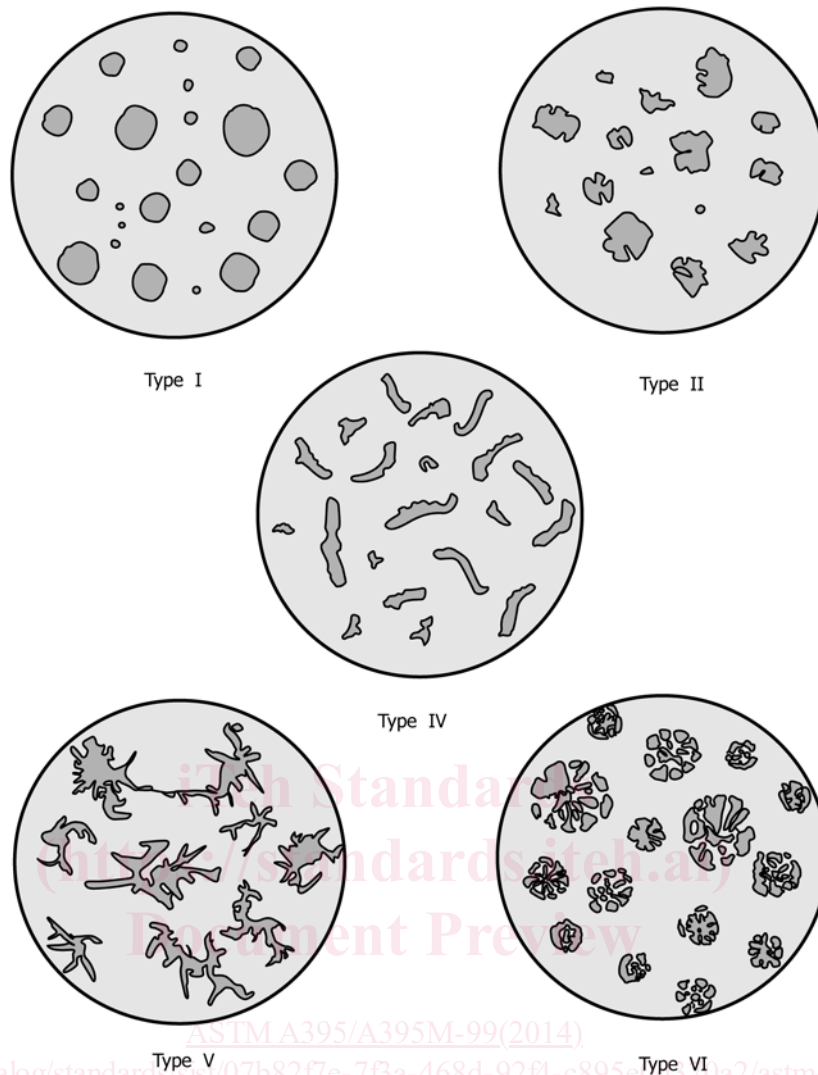 Type I
Type II
Type IV
iTeh Standards
(https://standards.iteh.ai)
Document Preview
ASTM A395/A395M-99(2014)
Type V
Type VI